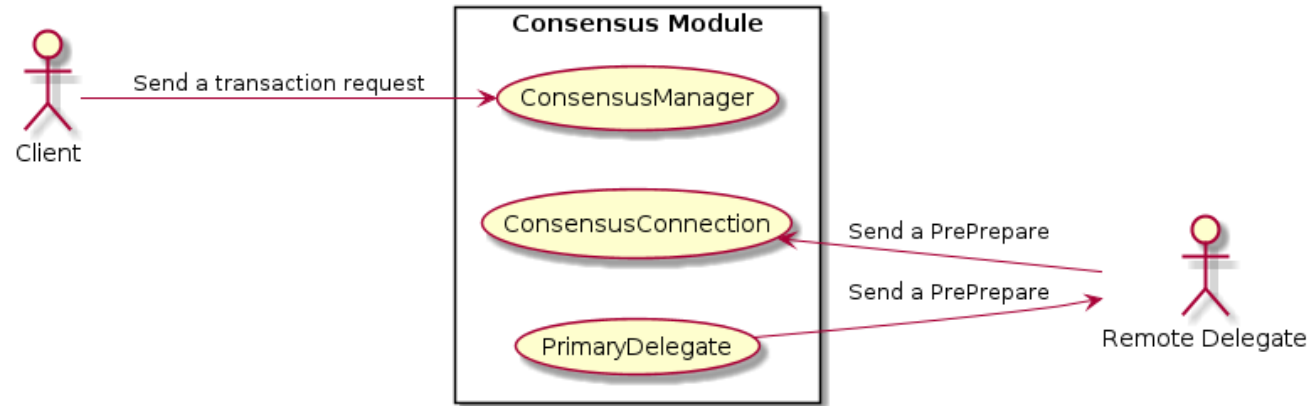 Consensus Module
Send a transaction request
ConsensusManager
Client
ConsensusConnection
Send a PrePrepare
Send a PrePrepare
PrimaryDelegate
Remote Delegate